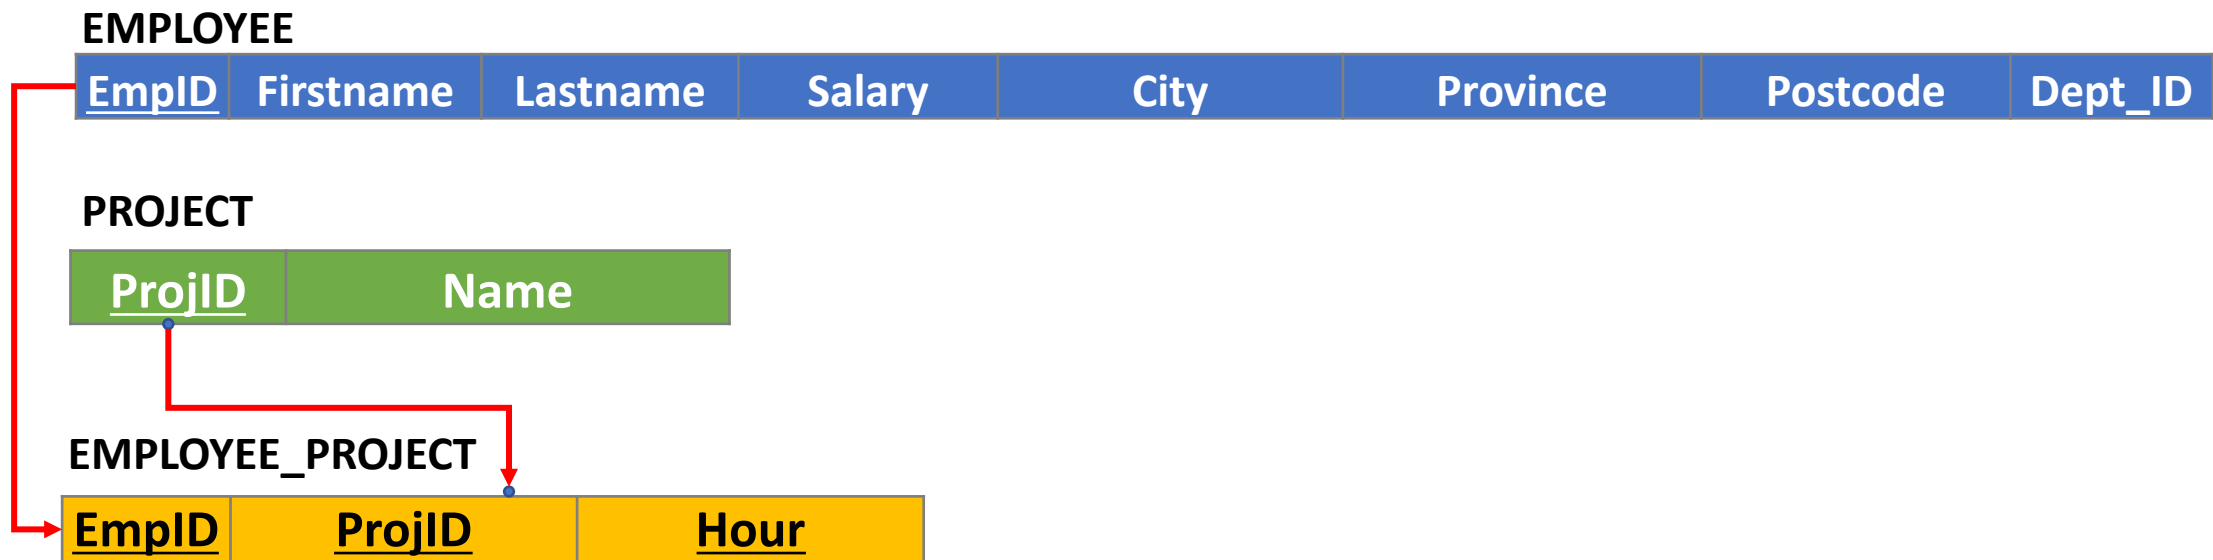 EMPLOYEE
EmpID Firstname Lastname Salary City Province Postcode Dept_ID
PROJECT
ProjID Name
EMPLOYEE_PROJECT
EmpID ProjID Hour